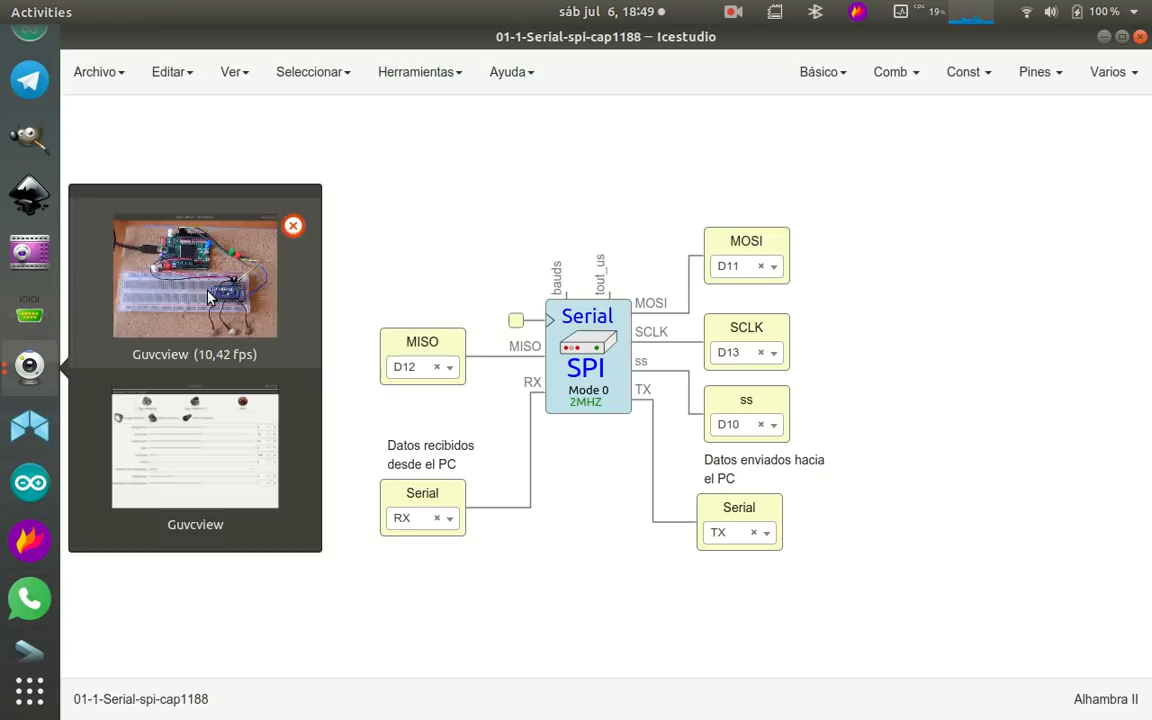 Activities
sáb jul 6, 18:49
cpu
19%
100 %
01-1-Serial-spi-cap1188 – Icestudio
Archivo
Editar
Ver
Seleccionar
Herramientas
Ayuda
Básico
Comb
Const
Pines
Varios
Guvcview (10,42 fps)
Guvcview
MISO
D12
Datos recibidos
desde el PC
Serial
RX
bauds
tout_us
MISO
RX
Serial
SPI
Mode 0
2MHZ
MOSI
SCLK
ss
TX
MOSI
D11
SCLK
D13
ss
D10
Datos enviados hacia
el PC
Serial
TX
01-1-Serial-spi-cap1188
Alhambra II